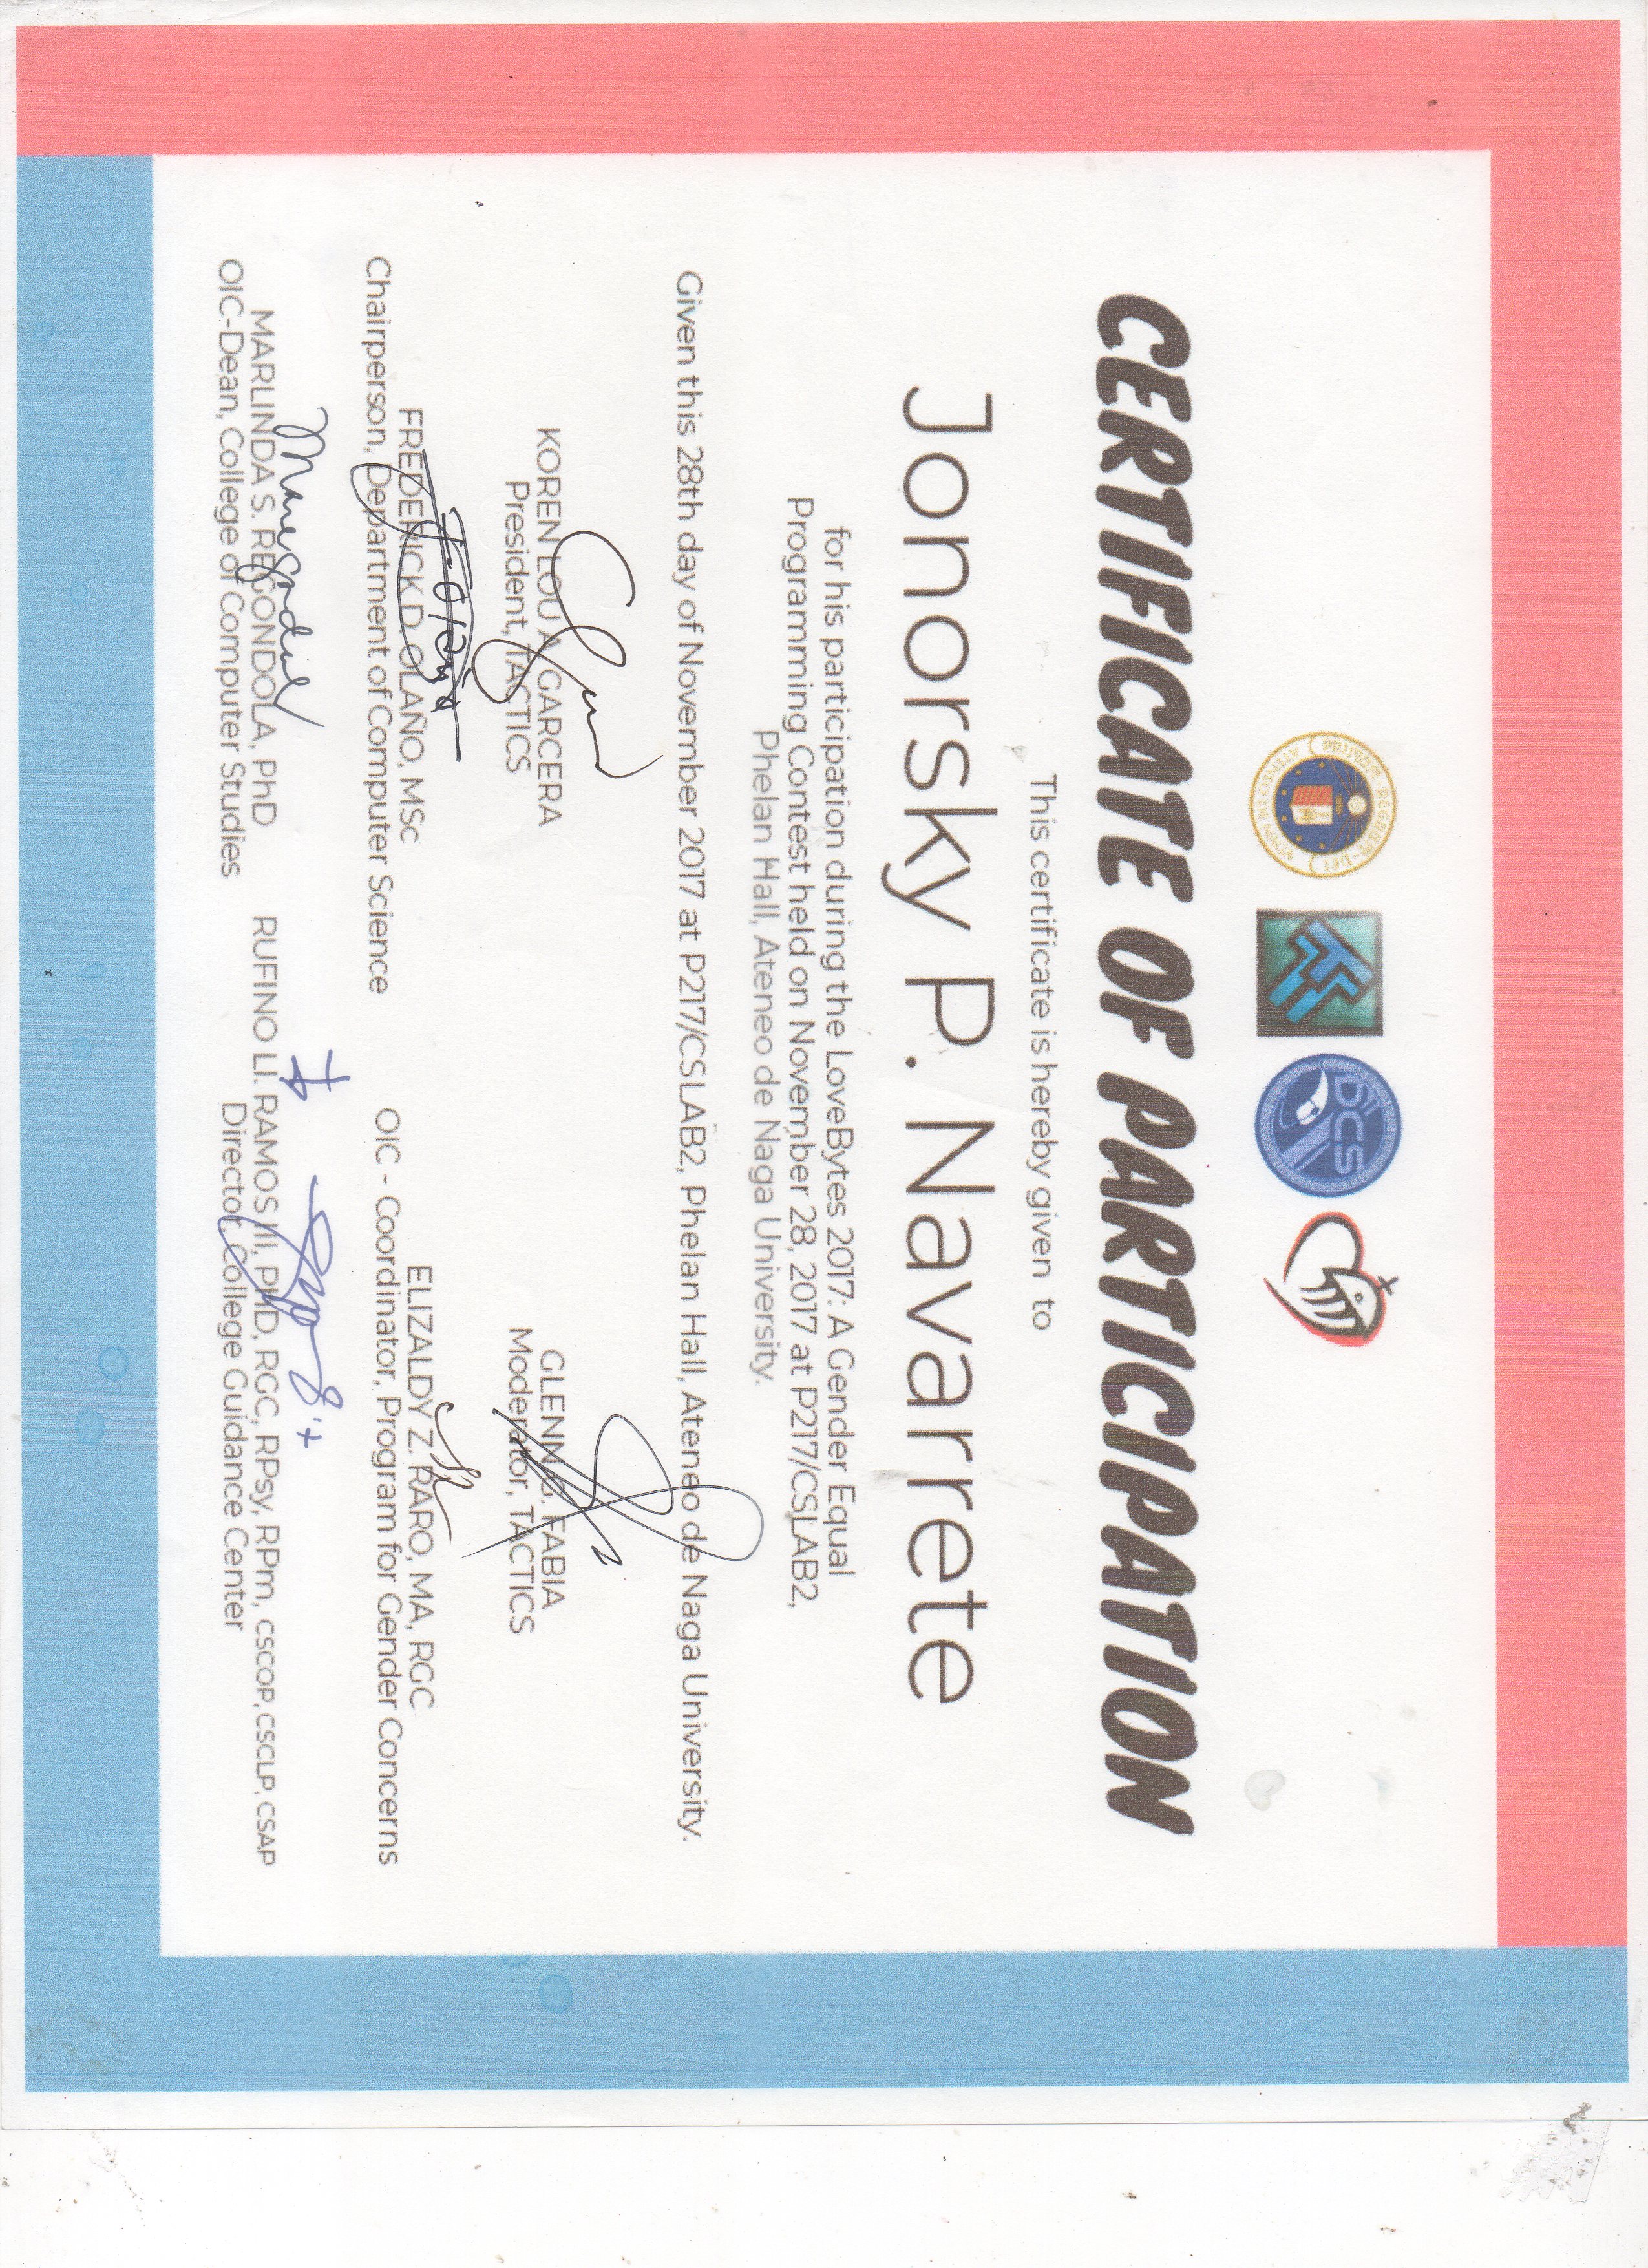 PRIMUM · REGNUM · DEI
ATENEO DE NAGA
DCS
CERTIFICATE OF PARTICIPATION
This certificate is hereby given to
Jonorsky P. Navarrete
for his participation during the LoveBytes 2017: A Gender Equal
Programming Contest held on November 28, 2017 at P217/CSLAB2,
Phelan Hall, Ateneo de Naga University.
Given this 28th day of November 2017 at P217/CSLAB2, Phelan Hall, Ateneo de Naga University.
KOREN LOU A. GARCERA
President, TACTICS
GLENN G. FABIA
Moderator, TACTICS
F. Olaño
FREDERICK D. OLAÑO, MSc
Chairperson, Department of Computer Science
ELIZALDY Z. RARO, MA, RGC
OIC - Coordinator, Program for Gender Concerns
MARLINDA S. REGONDOLA, PhD
OIC-Dean, College of Computer Studies
RUFINO LI. RAMOS III, PHD, RGC, RPsy, RPm, CSCOP, CSCLP, CSAP
Director, College Guidance Center